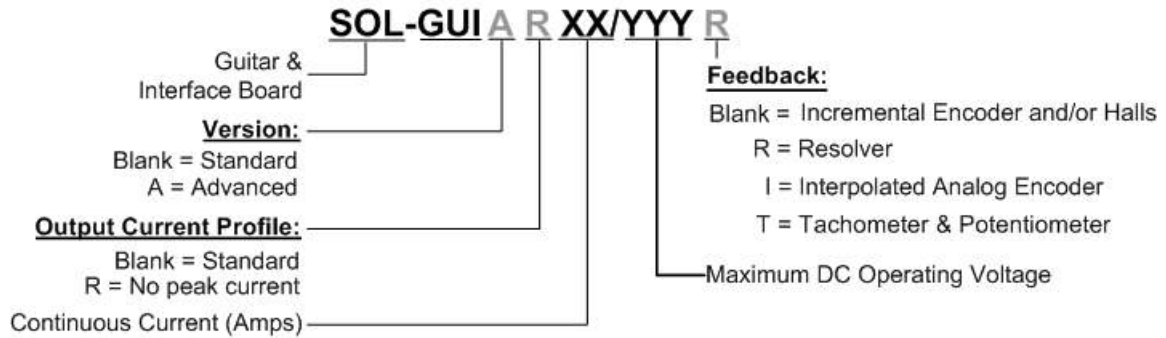 SOL-GUI A R XX/YYY R
Guitar &
Interface Board
Version:
Blank = Standard
A = Advanced
Output Current Profile:
Blank = Standard
R = No peak current
Continuous Current (Amps)
Feedback:
Blank = Incremental Encoder and/or Halls
R = Resolver
I = Interpolated Analog Encoder
T = Tachometer & Potentiometer
Maximum DC Operating Voltage